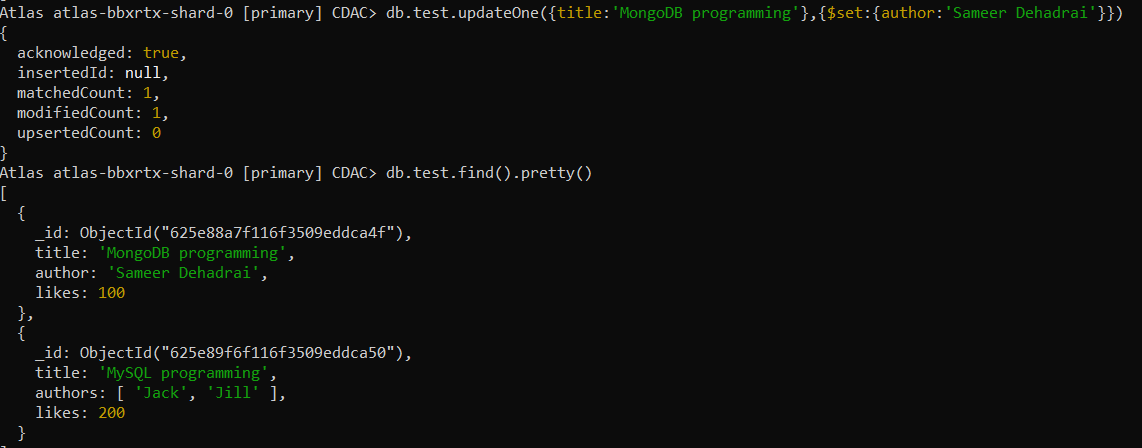 Atlas atlas-bbxrtx-shard-0 [primary] CDAC> db.test.updateOne({title:'MongoDB programming'},{$set:{author:'Sameer Dehadrai'}})
{
  acknowledged: true,
  insertedId: null,
  matchedCount: 1,
  modifiedCount: 1,
  upsertedCount: 0
}
Atlas atlas-bbxrtx-shard-0 [primary] CDAC> db.test.find().pretty()
[
  {
    _id: ObjectId("625e88a7f116f3509eddca4f"),
    title: 'MongoDB programming',
    author: 'Sameer Dehadrai',
    likes: 100
  },
  {
    _id: ObjectId("625e89f6f116f3509eddca50"),
    title: 'MySQL programming',
    authors: [ 'Jack', 'Jill' ],
    likes: 200
  }